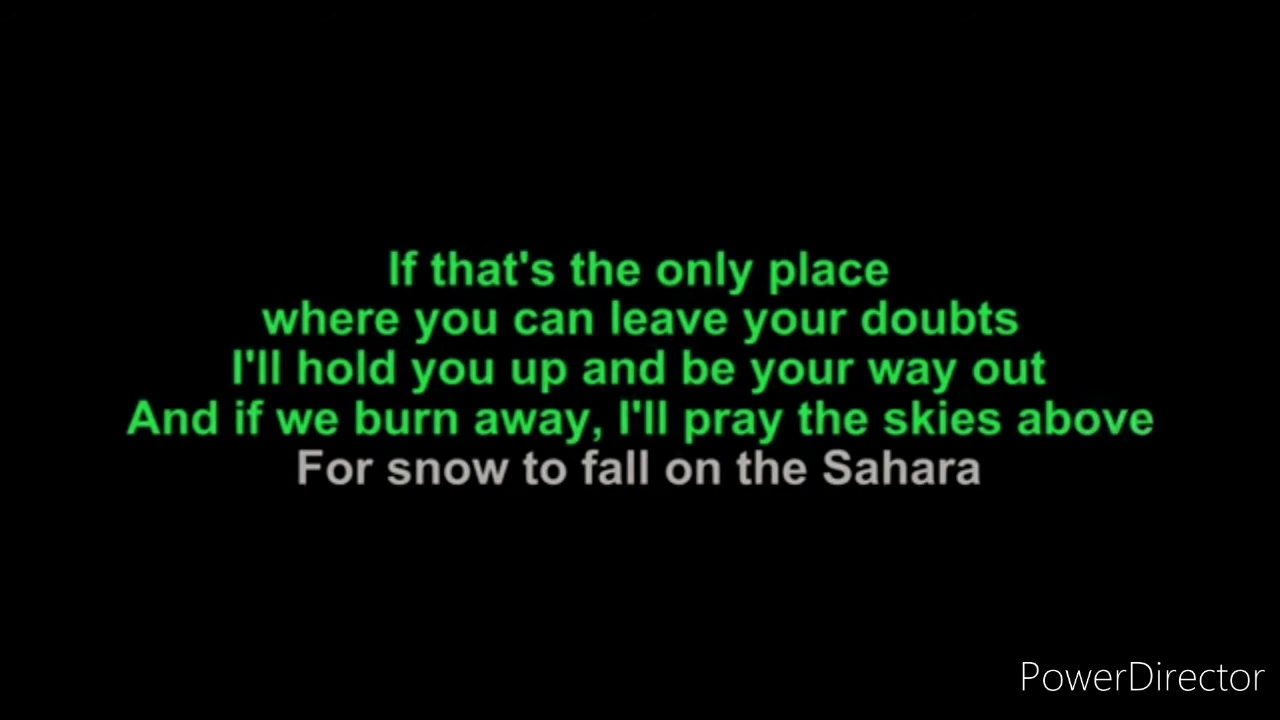 If that's the only place
where you can leave your doubts
I'll hold you up and be your way out
And if we burn away, I'll pray the skies above
For snow to fall on the Sahara
PowerDirector